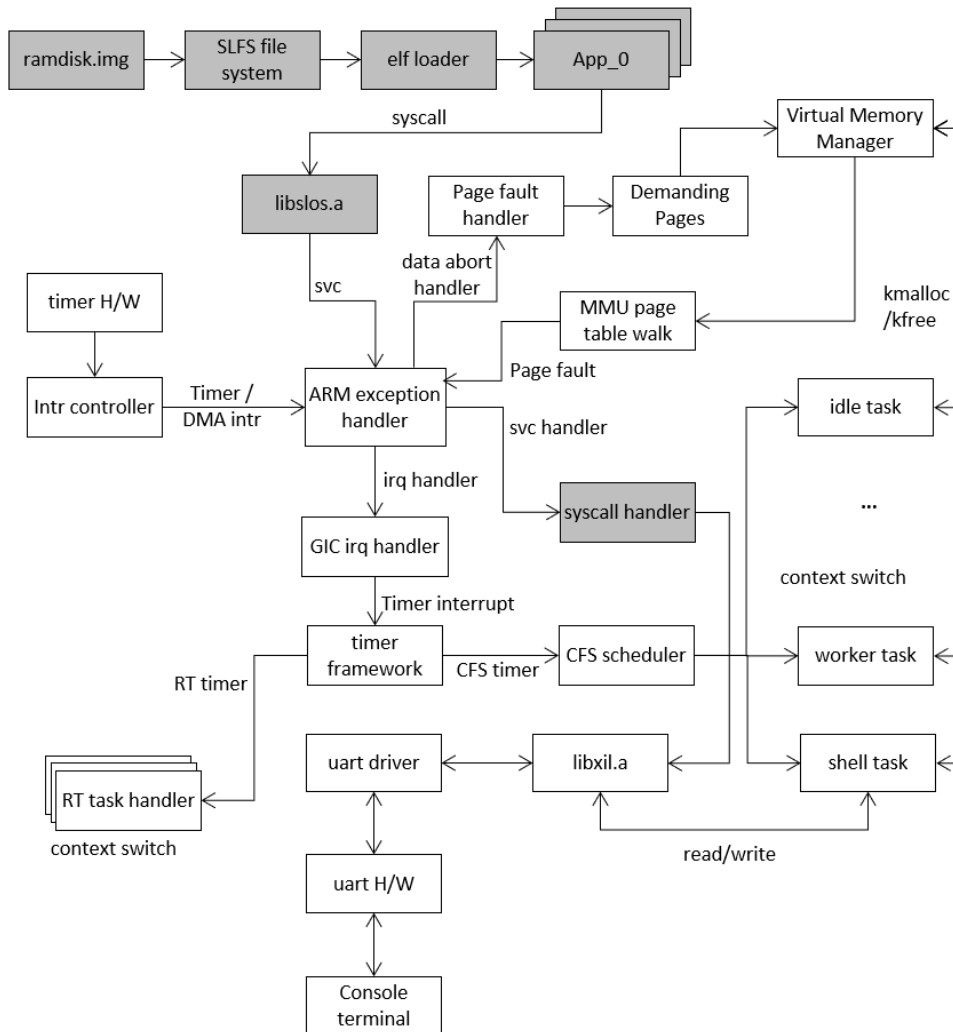 ramdisk.img
SLFS file
system
elf loader
App_0
syscall
Virtual Memory
Manager
libslos.a
Page fault
handler
Demanding
Pages
data abort
handler
svc
timer H/W
MMU page
table walk
kmalloc
/kfree
Page fault
Intr controller
Timer /
DMA intr
ARM exception
handler
svc handler
idle task
irq handler
syscall handler
...
GIC irq handler
context switch
Timer interrupt
timer
framework
CFS timer
CFS scheduler
worker task
RT timer
uart driver
libxil.a
shell task
RT task handler
context switch
read/write
uart H/W
Console
terminal